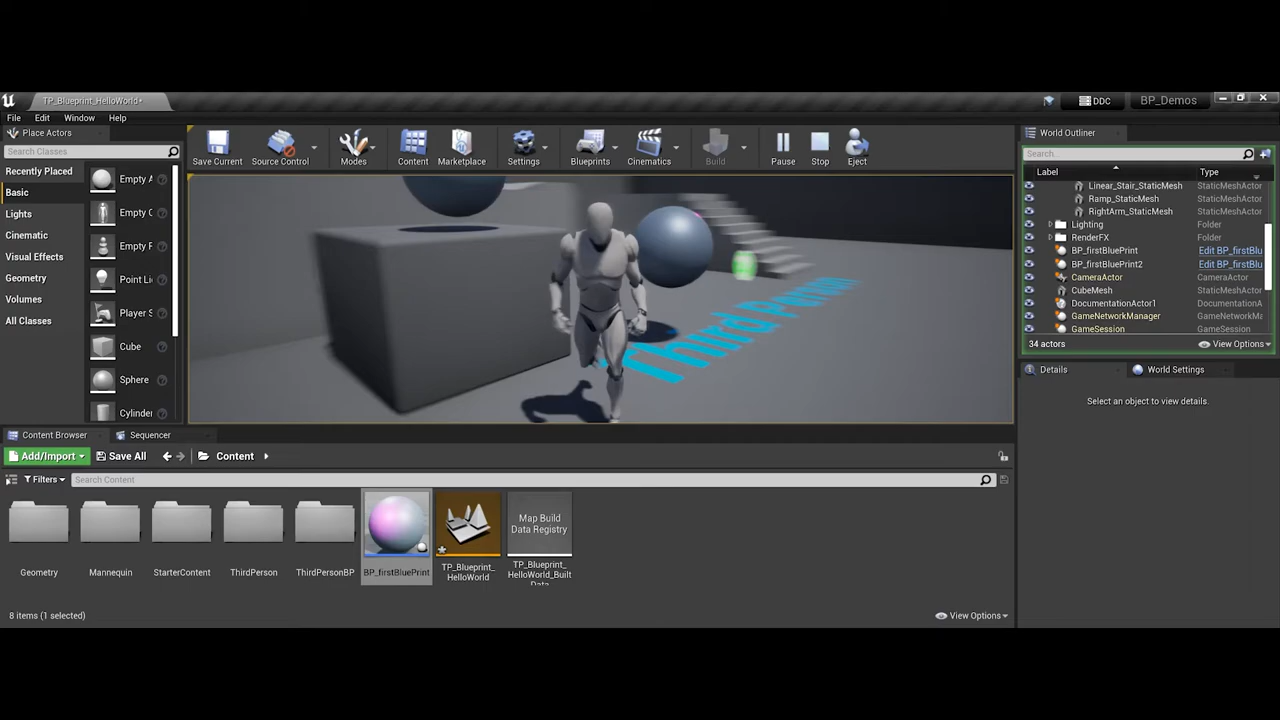 TP_Blueprint_HelloWorld*
DDC
BP_Demos
File Edit Window Help
Place Actors
Search Classes
Recently Placed
Basic
Lights
Cinematic
Visual Effects
Geometry
Volumes
All Classes
Empty A
Empty C
Empty F
Point Li
Player S
Cube
Sphere
Cylinder
Save Current
Source Control
Modes
Content
Marketplace
Settings
Blueprints
Cinematics
Build
Pause
Stop
Eject
Third Person
World Outliner
Search...
Label Type
Linear_Stair_StaticMesh StaticMeshActor
Ramp_StaticMesh StaticMeshActor
RightArm_StaticMesh StaticMeshActor
Lighting Folder
RenderFX Folder
BP_firstBluePrint Edit BP_firstBlu
BP_firstBluePrint2 Edit BP_firstBlu
CameraActor CameraActor
CubeMesh StaticMeshActor
DocumentationActor1 DocumentationA
GameNetworkManager GameNetworkMa
GameSession GameSession
34 actors View Options
Details World Settings
Select an object to view details.
Content Browser Sequencer
Add/Import Save All Content
Filters Search Content
Geometry
Mannequin
StarterContent
ThirdPerson
ThirdPersonBP
BP_firstBluePrint
TP_Blueprint_
HelloWorld
Map Build
Data Registry
TP_Blueprint_
HelloWorld_Built
Data
8 items (1 selected) View Options